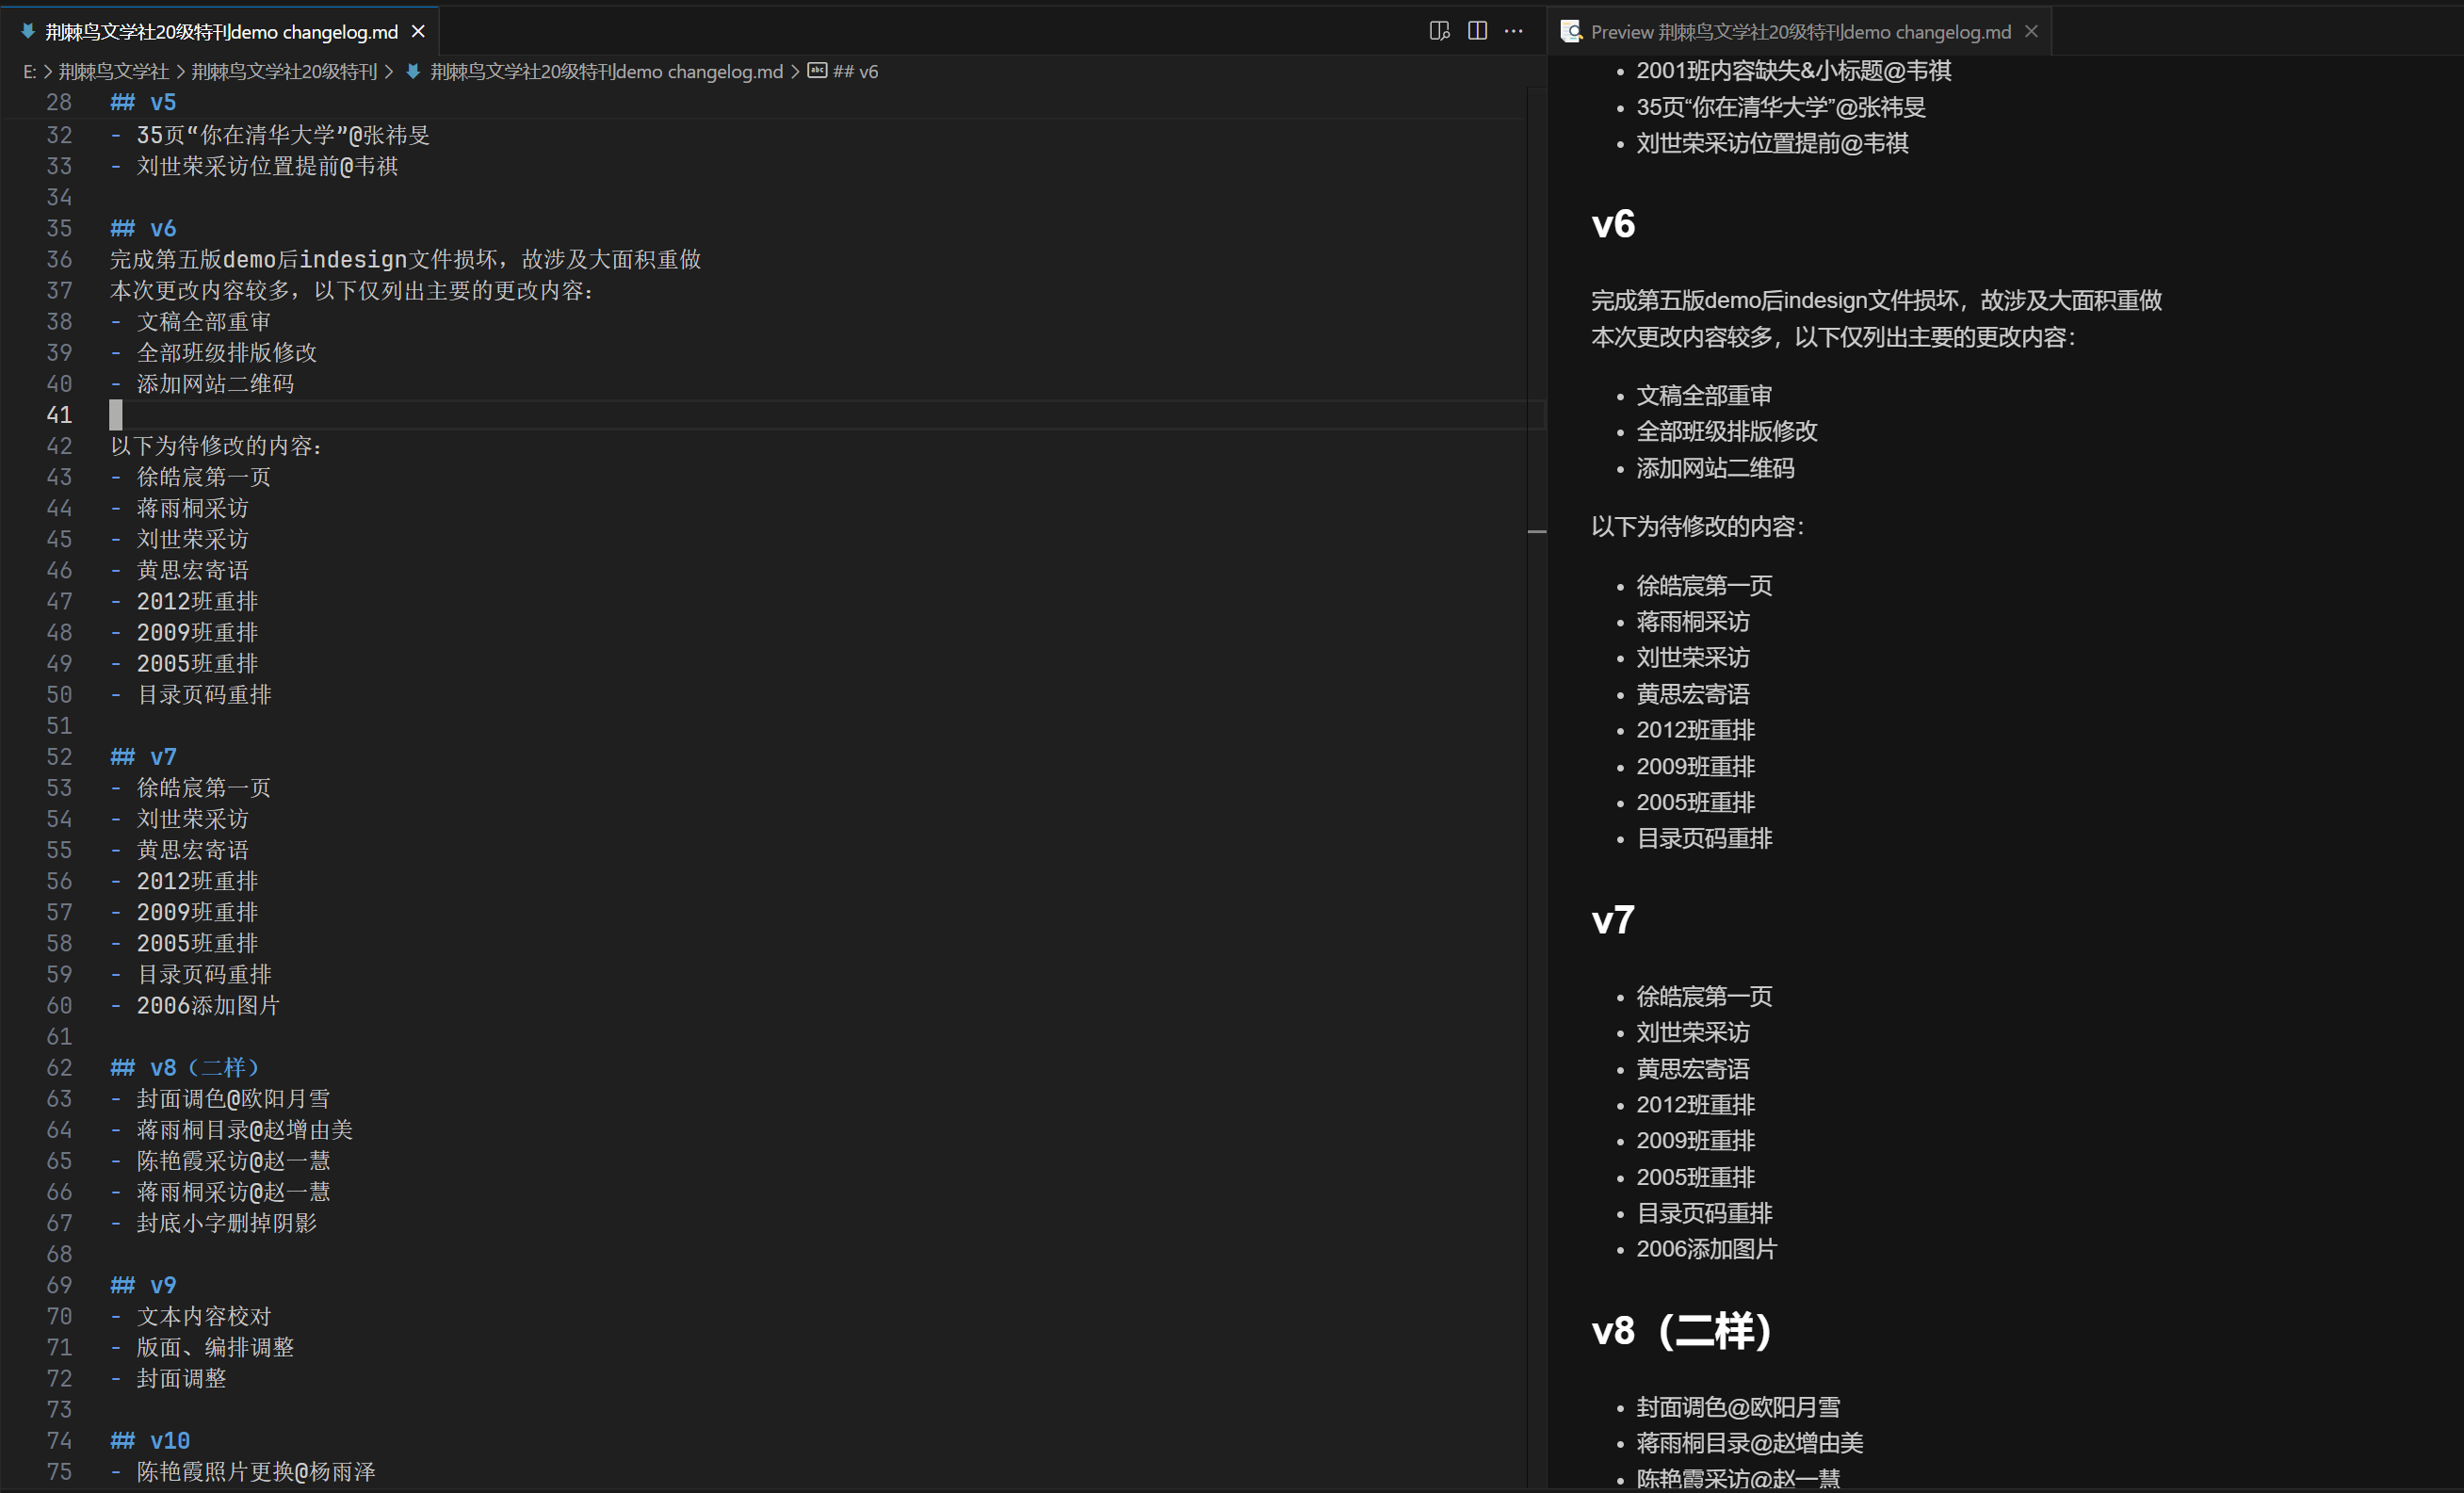 荆棘鸟文学社20级特刊demo changelog.md
E: > 荆棘鸟文学社 > 荆棘鸟文学社20级特刊 > 荆棘鸟文学社20级特刊demo changelog.md > ## v6
28 ## v5
32 - 35页“你在清华大学”@张祎旻
33 - 刘世荣采访位置提前@韦祺
34
35 ## v6
36 完成第五版demo后indesign文件损坏，故涉及大面积重做
37 本次更改内容较多，以下仅列出主要的更改内容：
38 - 文稿全部重审
39 - 全部班级排版修改
40 - 添加网站二维码
41
42 以下为待修改的内容：
43 - 徐皓宸第一页
44 - 蒋雨桐采访
45 - 刘世荣采访
46 - 黄思宏寄语
47 - 2012班重排
48 - 2009班重排
49 - 2005班重排
50 - 目录页码重排
51
52 ## v7
53 - 徐皓宸第一页
54 - 刘世荣采访
55 - 黄思宏寄语
56 - 2012班重排
57 - 2009班重排
58 - 2005班重排
59 - 目录页码重排
60 - 2006添加图片
61
62 ## v8（二样）
63 - 封面调色@欧阳月雪
64 - 蒋雨桐目录@赵增由美
65 - 陈艳霞采访@赵一慧
66 - 蒋雨桐采访@赵一慧
67 - 封底小字删掉阴影
68
69 ## v9
70 - 文本内容校对
71 - 版面、编排调整
72 - 封面调整
73
74 ## v10
75 - 陈艳霞照片更换@杨雨泽
Preview 荆棘鸟文学社20级特刊demo changelog.md
• 2001班内容缺失&小标题@韦祺
• 35页“你在清华大学”@张祎旻
• 刘世荣采访位置提前@韦祺
v6
完成第五版demo后indesign文件损坏，故涉及大面积重做
本次更改内容较多，以下仅列出主要的更改内容：
• 文稿全部重审
• 全部班级排版修改
• 添加网站二维码
以下为待修改的内容：
• 徐皓宸第一页
• 蒋雨桐采访
• 刘世荣采访
• 黄思宏寄语
• 2012班重排
• 2009班重排
• 2005班重排
• 目录页码重排
v7
• 徐皓宸第一页
• 刘世荣采访
• 黄思宏寄语
• 2012班重排
• 2009班重排
• 2005班重排
• 目录页码重排
• 2006添加图片
v8（二样）
• 封面调色@欧阳月雪
• 蒋雨桐目录@赵增由美
• 陈艳霞采访@赵一慧